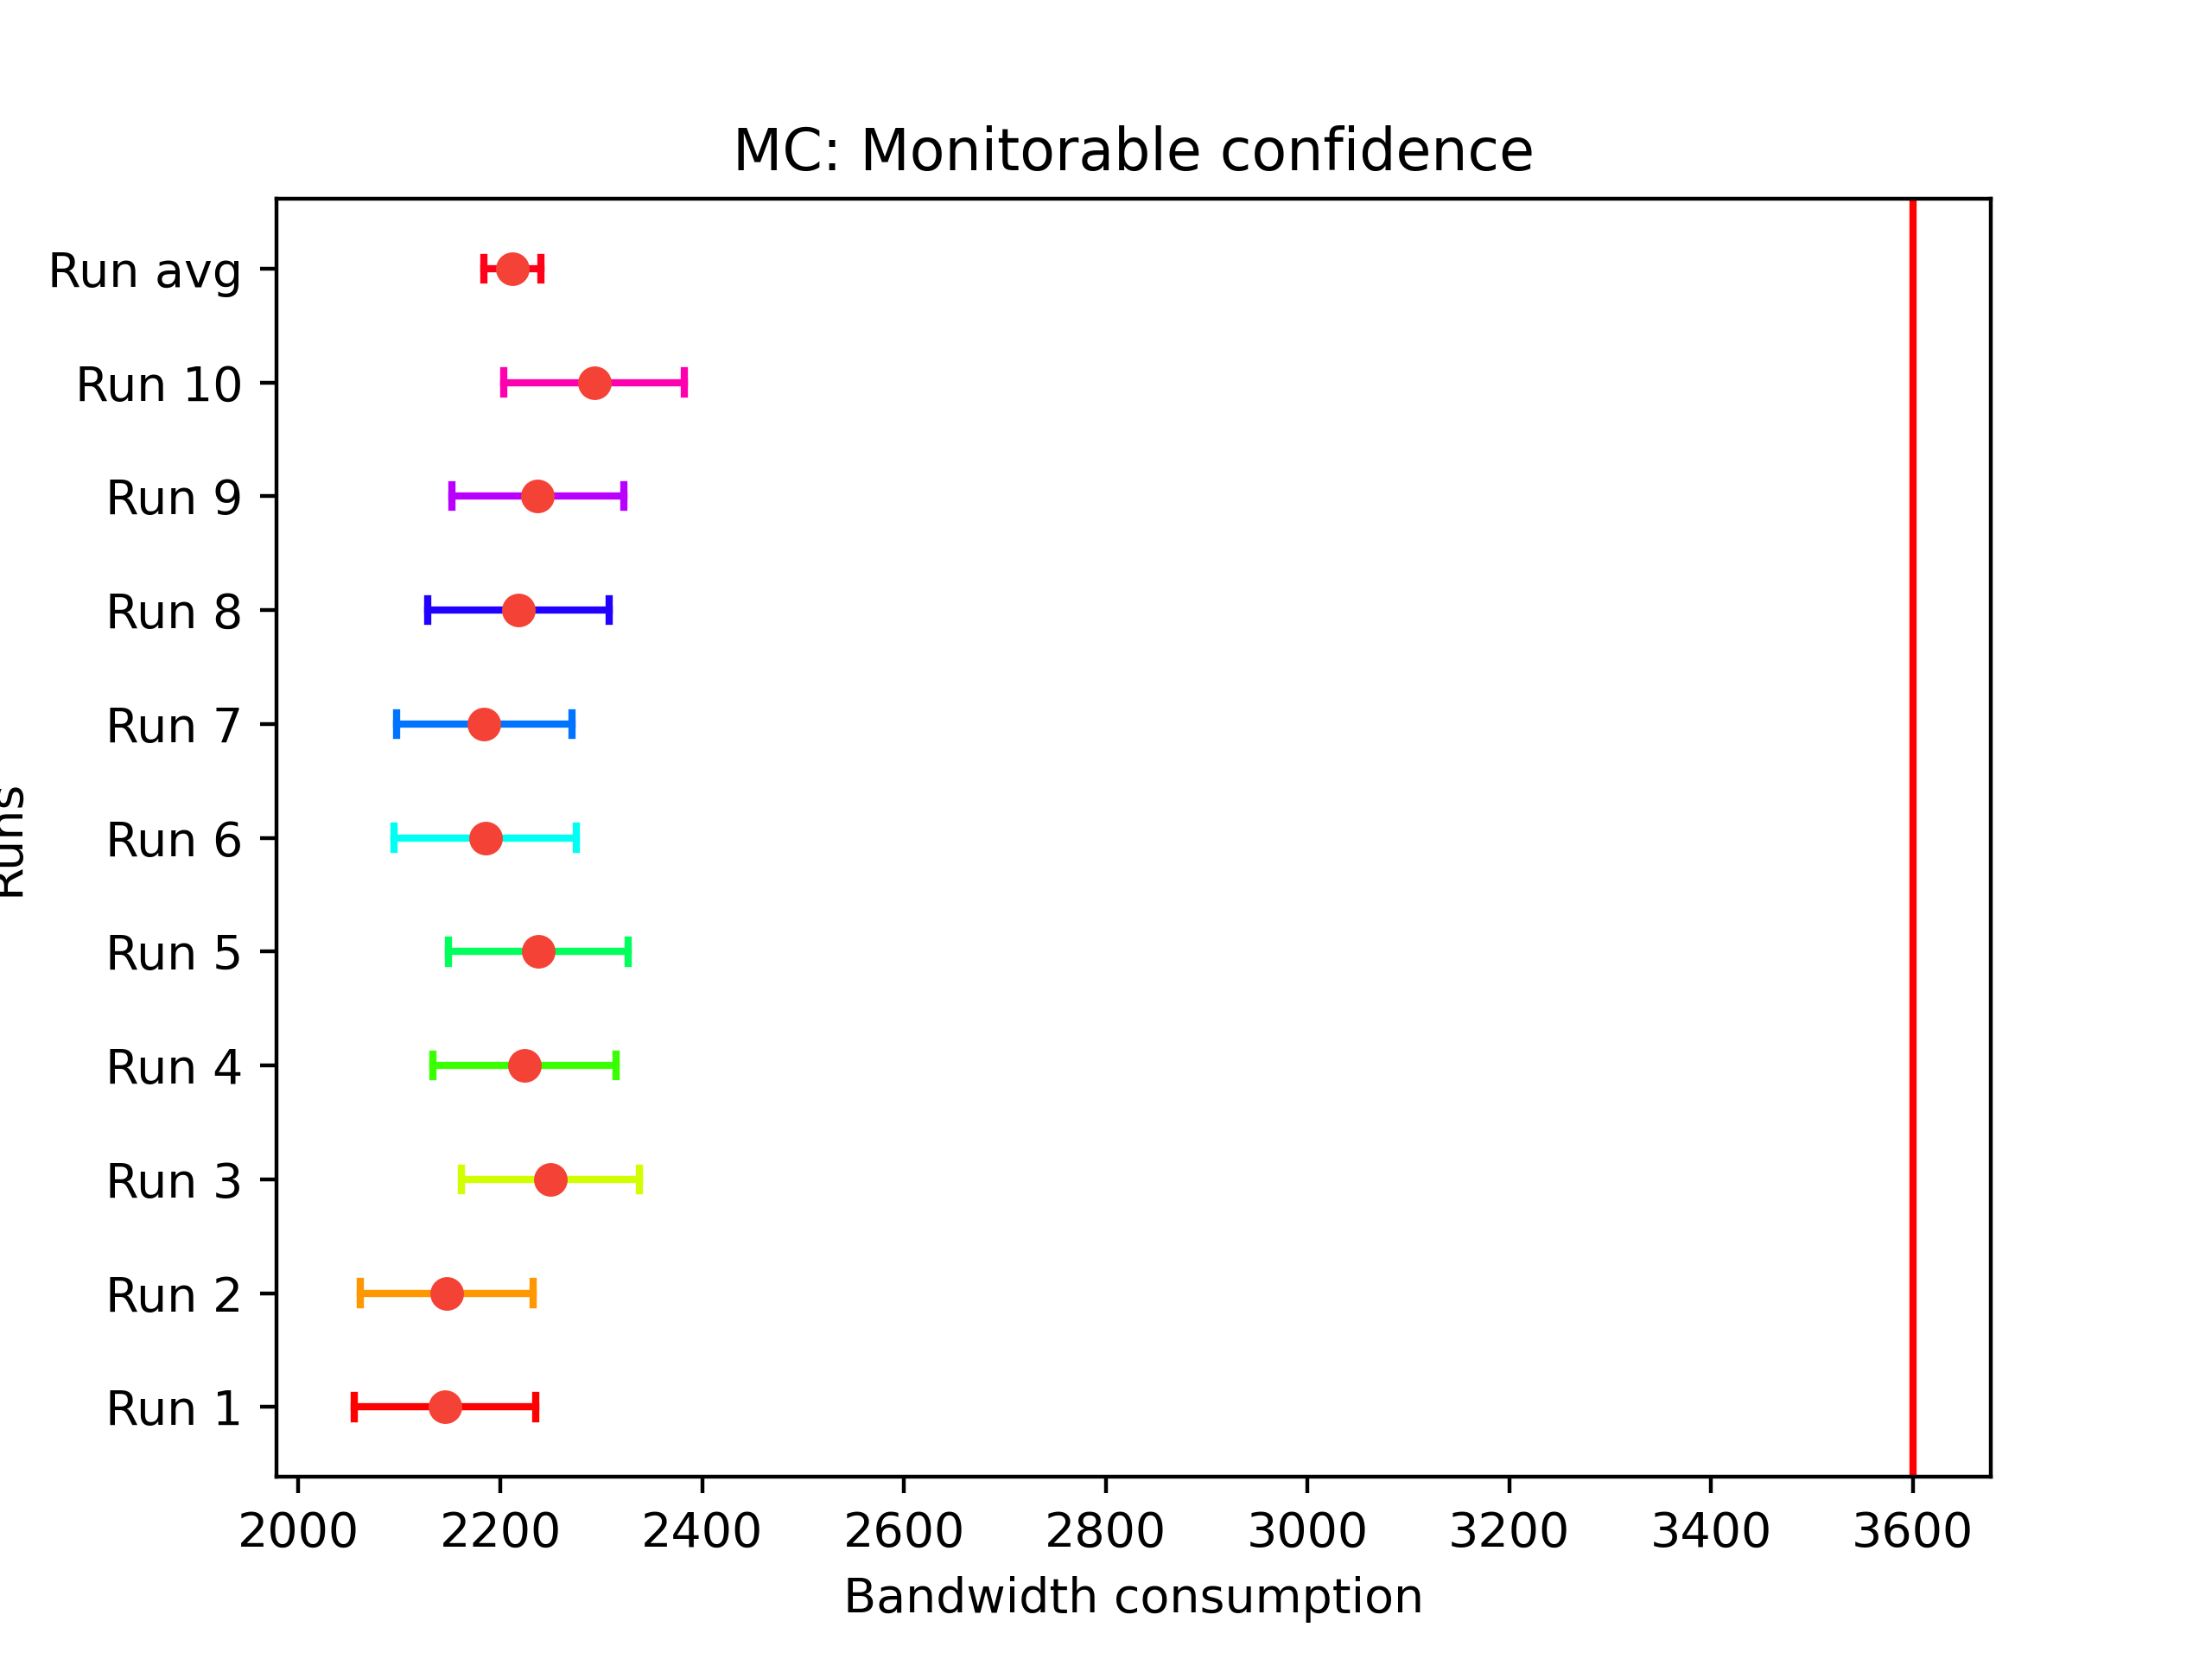 MC: Monitorable confidence
Run avg
Run 10
Run 9
Run 8
Run 7
Run 6
Run 5
Run 4
Run 3
Run 2
Run 1
Runs
2000 2200 2400 2600 2800 3000 3200 3400 3600
Bandwidth consumption